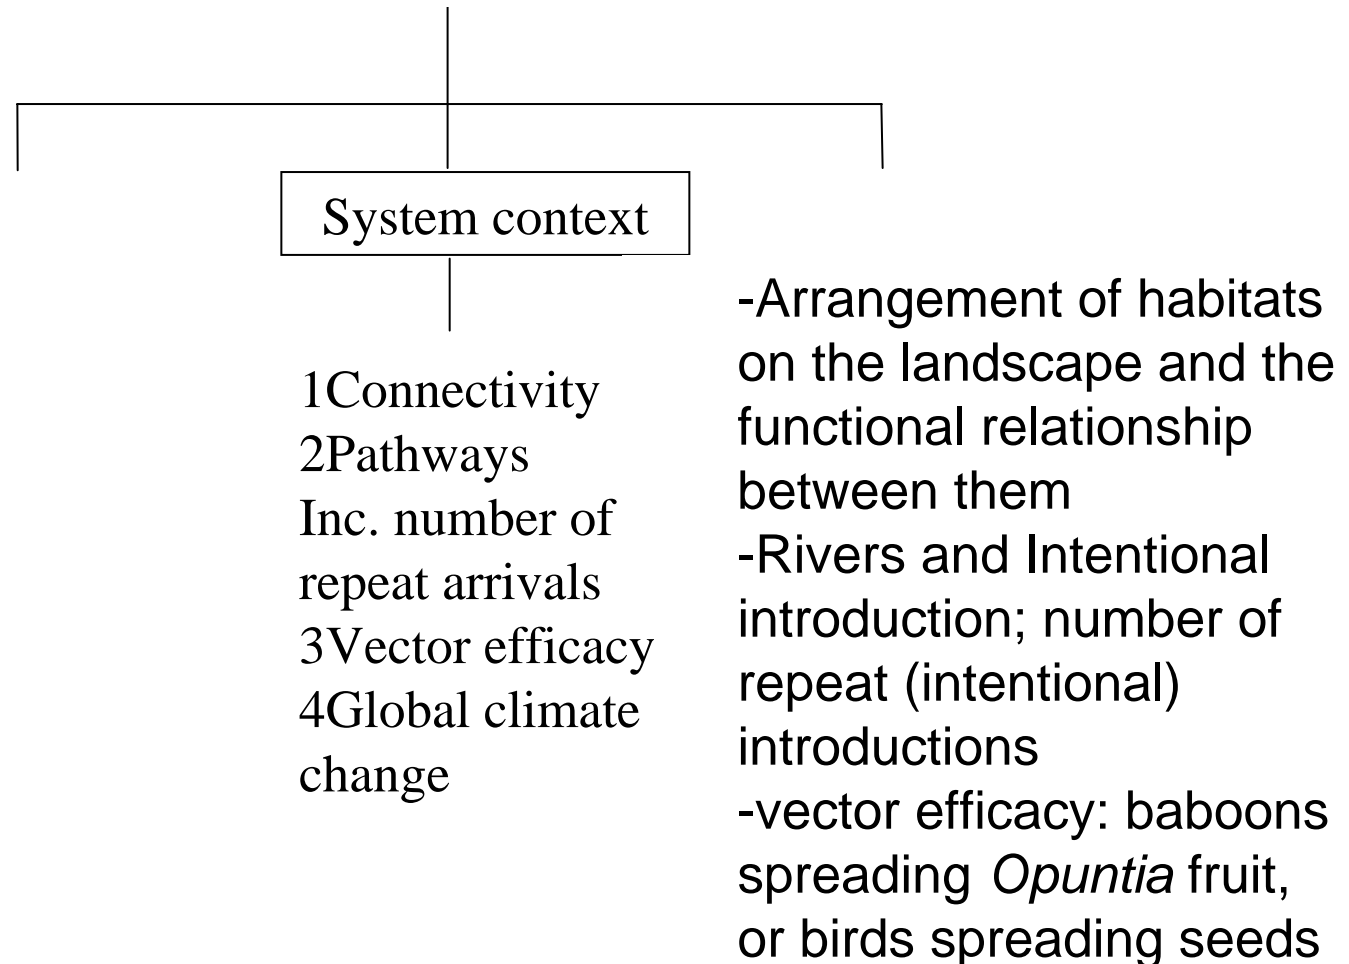 System context
1Connectivity
2Pathways
Inc. number of
repeat arrivals
3Vector efficacy
4Global climate
change
-Arrangement of habitats
on the landscape and the
functional relationship
between them
-Rivers and Intentional
introduction; number of
repeat (intentional)
introductions
-vector efficacy: baboons
spreading Opuntia fruit,
or birds spreading seeds